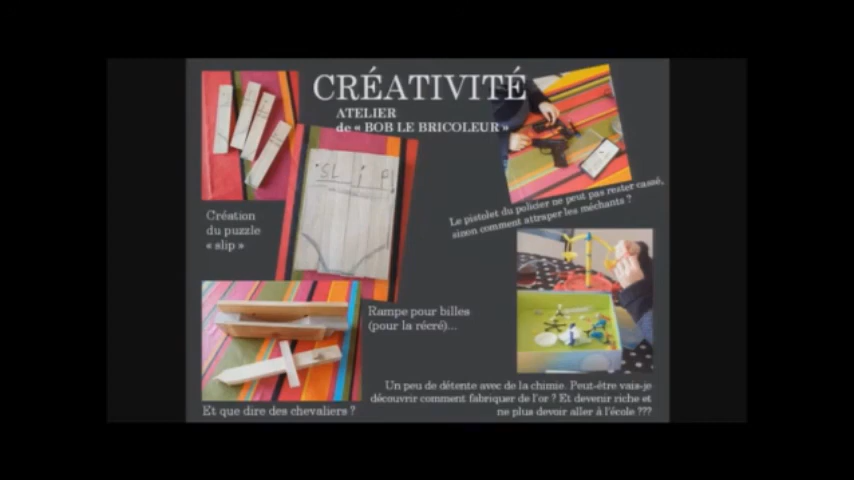 CRÉATIVITÉ
ATELIER
de « BOB LE BRICOLEUR »
SL i P
Création
du puzzle
« slip »
Le pistolet du policier ne peut pas rester cassé,
sinon comment attraper les méchants ?
Rampe pour billes
(pour la récré)...
Et que dire des chevaliers ?
Un peu de détente avec de la chimie. Peut-être vais-je
découvrir comment fabriquer de l'or ? Et devenir riche et
ne plus devoir aller à l'école ???